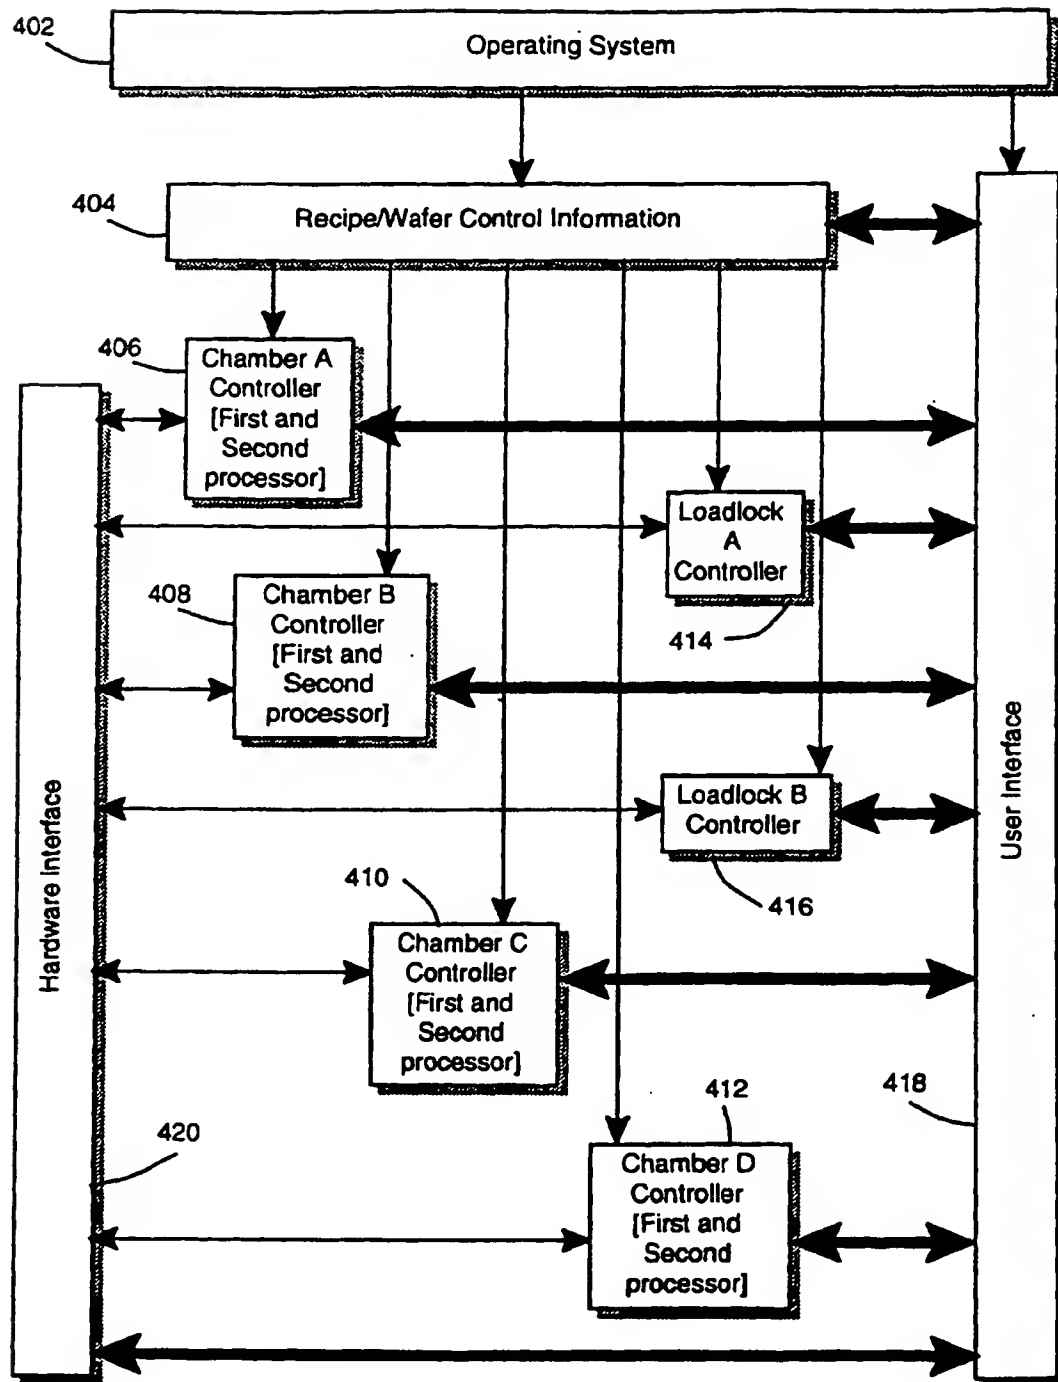 402
Operating System
404
Recipe/Wafer Control Information
406
Chamber A
Controller
[First and
Second
processor]
Loadlock
A
Controller
414
408
Chamber B
Controller
[First and
Second
processor]
Loadlock B
Controller
416
410
Chamber C
Controller
[First and
Second
processor]
412
Chamber D
Controller
[First and
Second
processor]
Hardware Interface
420
User Interface
418